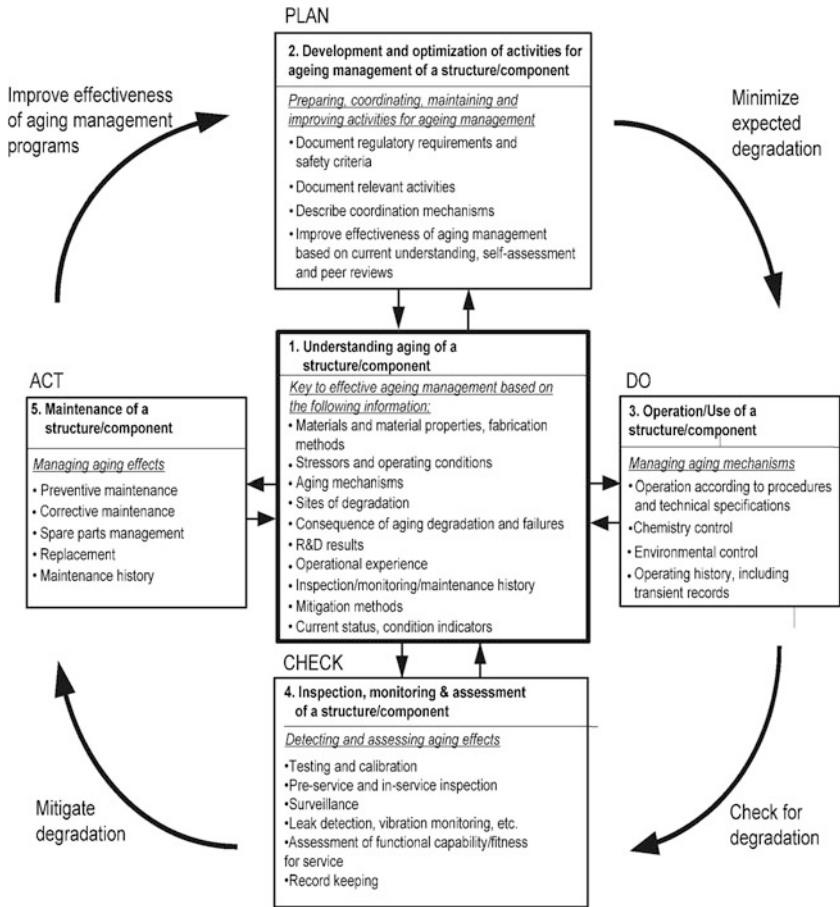 PLAN
2. Development and optimization of activities for
ageing management of a structure/component
Preparing, coordinating, maintaining and
improving activities for ageing management
• Document regulatory requirements and
safety criteria
• Document relevant activities
• Describe coordination mechanisms
• Improve effectiveness of aging management
based on current understanding, self-assessment
and peer reviews
Improve effectiveness
of aging management
programs
Minimize
expected
degradation
1. Understanding aging of a
structure/component
Key to effective ageing management based on
the following information:
• Materials and material properties, fabrication
methods
• Stressors and operating conditions
• Aging mechanisms
• Sites of degradation
• Consequence of aging degradation and failures
• R&D results
• Operational experience
• Inspection/monitoring/maintenance history
• Mitigation methods
• Current status, condition indicators
ACT
5. Maintenance of a
structure/component
Managing aging effects
• Preventive maintenance
• Corrective maintenance
• Spare parts management
• Replacement
• Maintenance history
DO
3. Operation/Use of a
structure/component
Managing aging mechanisms
• Operation according to procedures
and technical specifications
• Chemistry control
• Environmental control
• Operating history, including
transient records
CHECK
4. Inspection, monitoring & assessment
of a structure/component
Detecting and assessing aging effects
• Testing and calibration
• Pre-service and in-service inspection
• Surveillance
• Leak detection, vibration monitoring, etc.
• Assessment of functional capability/fitness
for service
• Record keeping
Mitigate
degradation
Check for
degradation